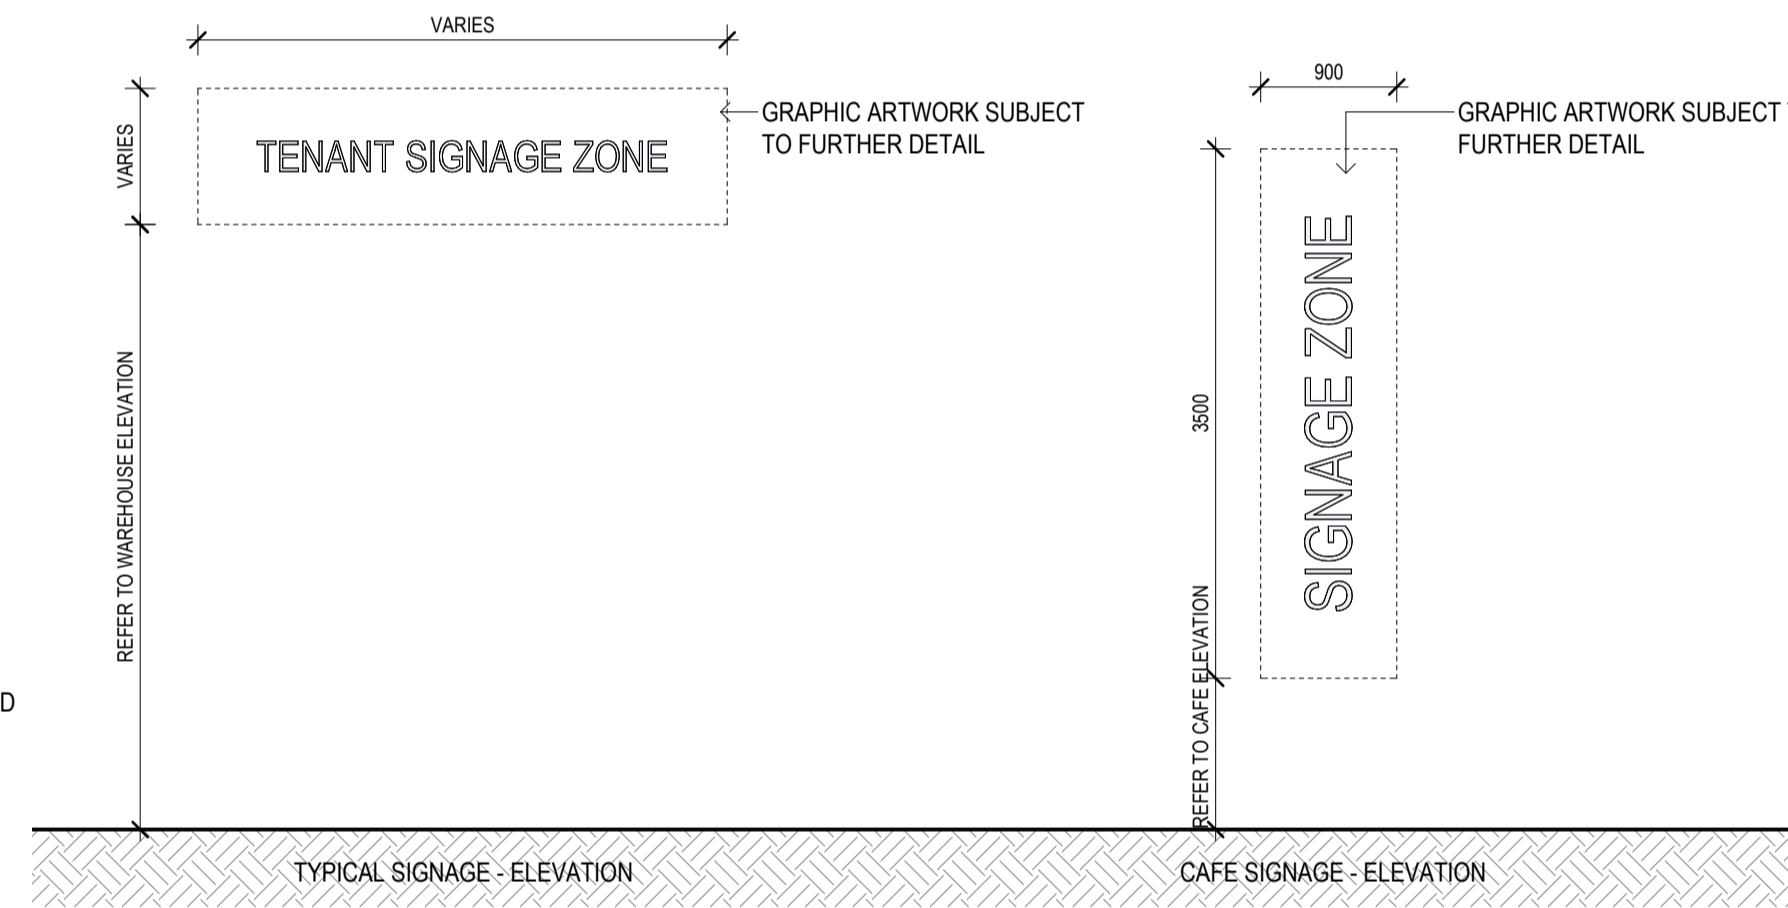 VARIES
VARIES
TENANT SIGNAGE ZONE
GRAPHIC ARTWORK SUBJECT
TO FURTHER DETAIL
REFER TO WAREHOUSE ELEVATION
D
TYPICAL SIGNAGE - ELEVATION
900
GRAPHIC ARTWORK SUBJECT
FURTHER DETAIL
3500
SIGNAGE ZONE
REFER TO CAFE ELEVATION
CAFE SIGNAGE - ELEVATION